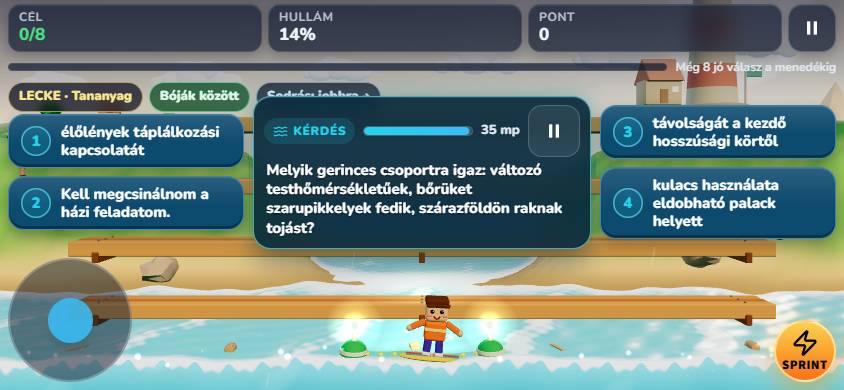 CÉL
0/8
HULLÁM
14%
PONT
0
Még 8 jó válasz a menedékig
LECKE · Tananyag
Bóják között
1
élőlények táplálkozási
kapcsolatát
2
Kell megcsinálnom a
házi feladatom.
KÉRDÉS
35 mp
Melyik gerinces csoportra igaz: változó
testhőmérsékletűek, bőrüket
szarupikkelyek fedik, szárazföldön raknak
tojást?
3
távolságát a kezdő
hosszúsági körtől
4
kulacs használata
eldobható palack
helyett
SPRINT